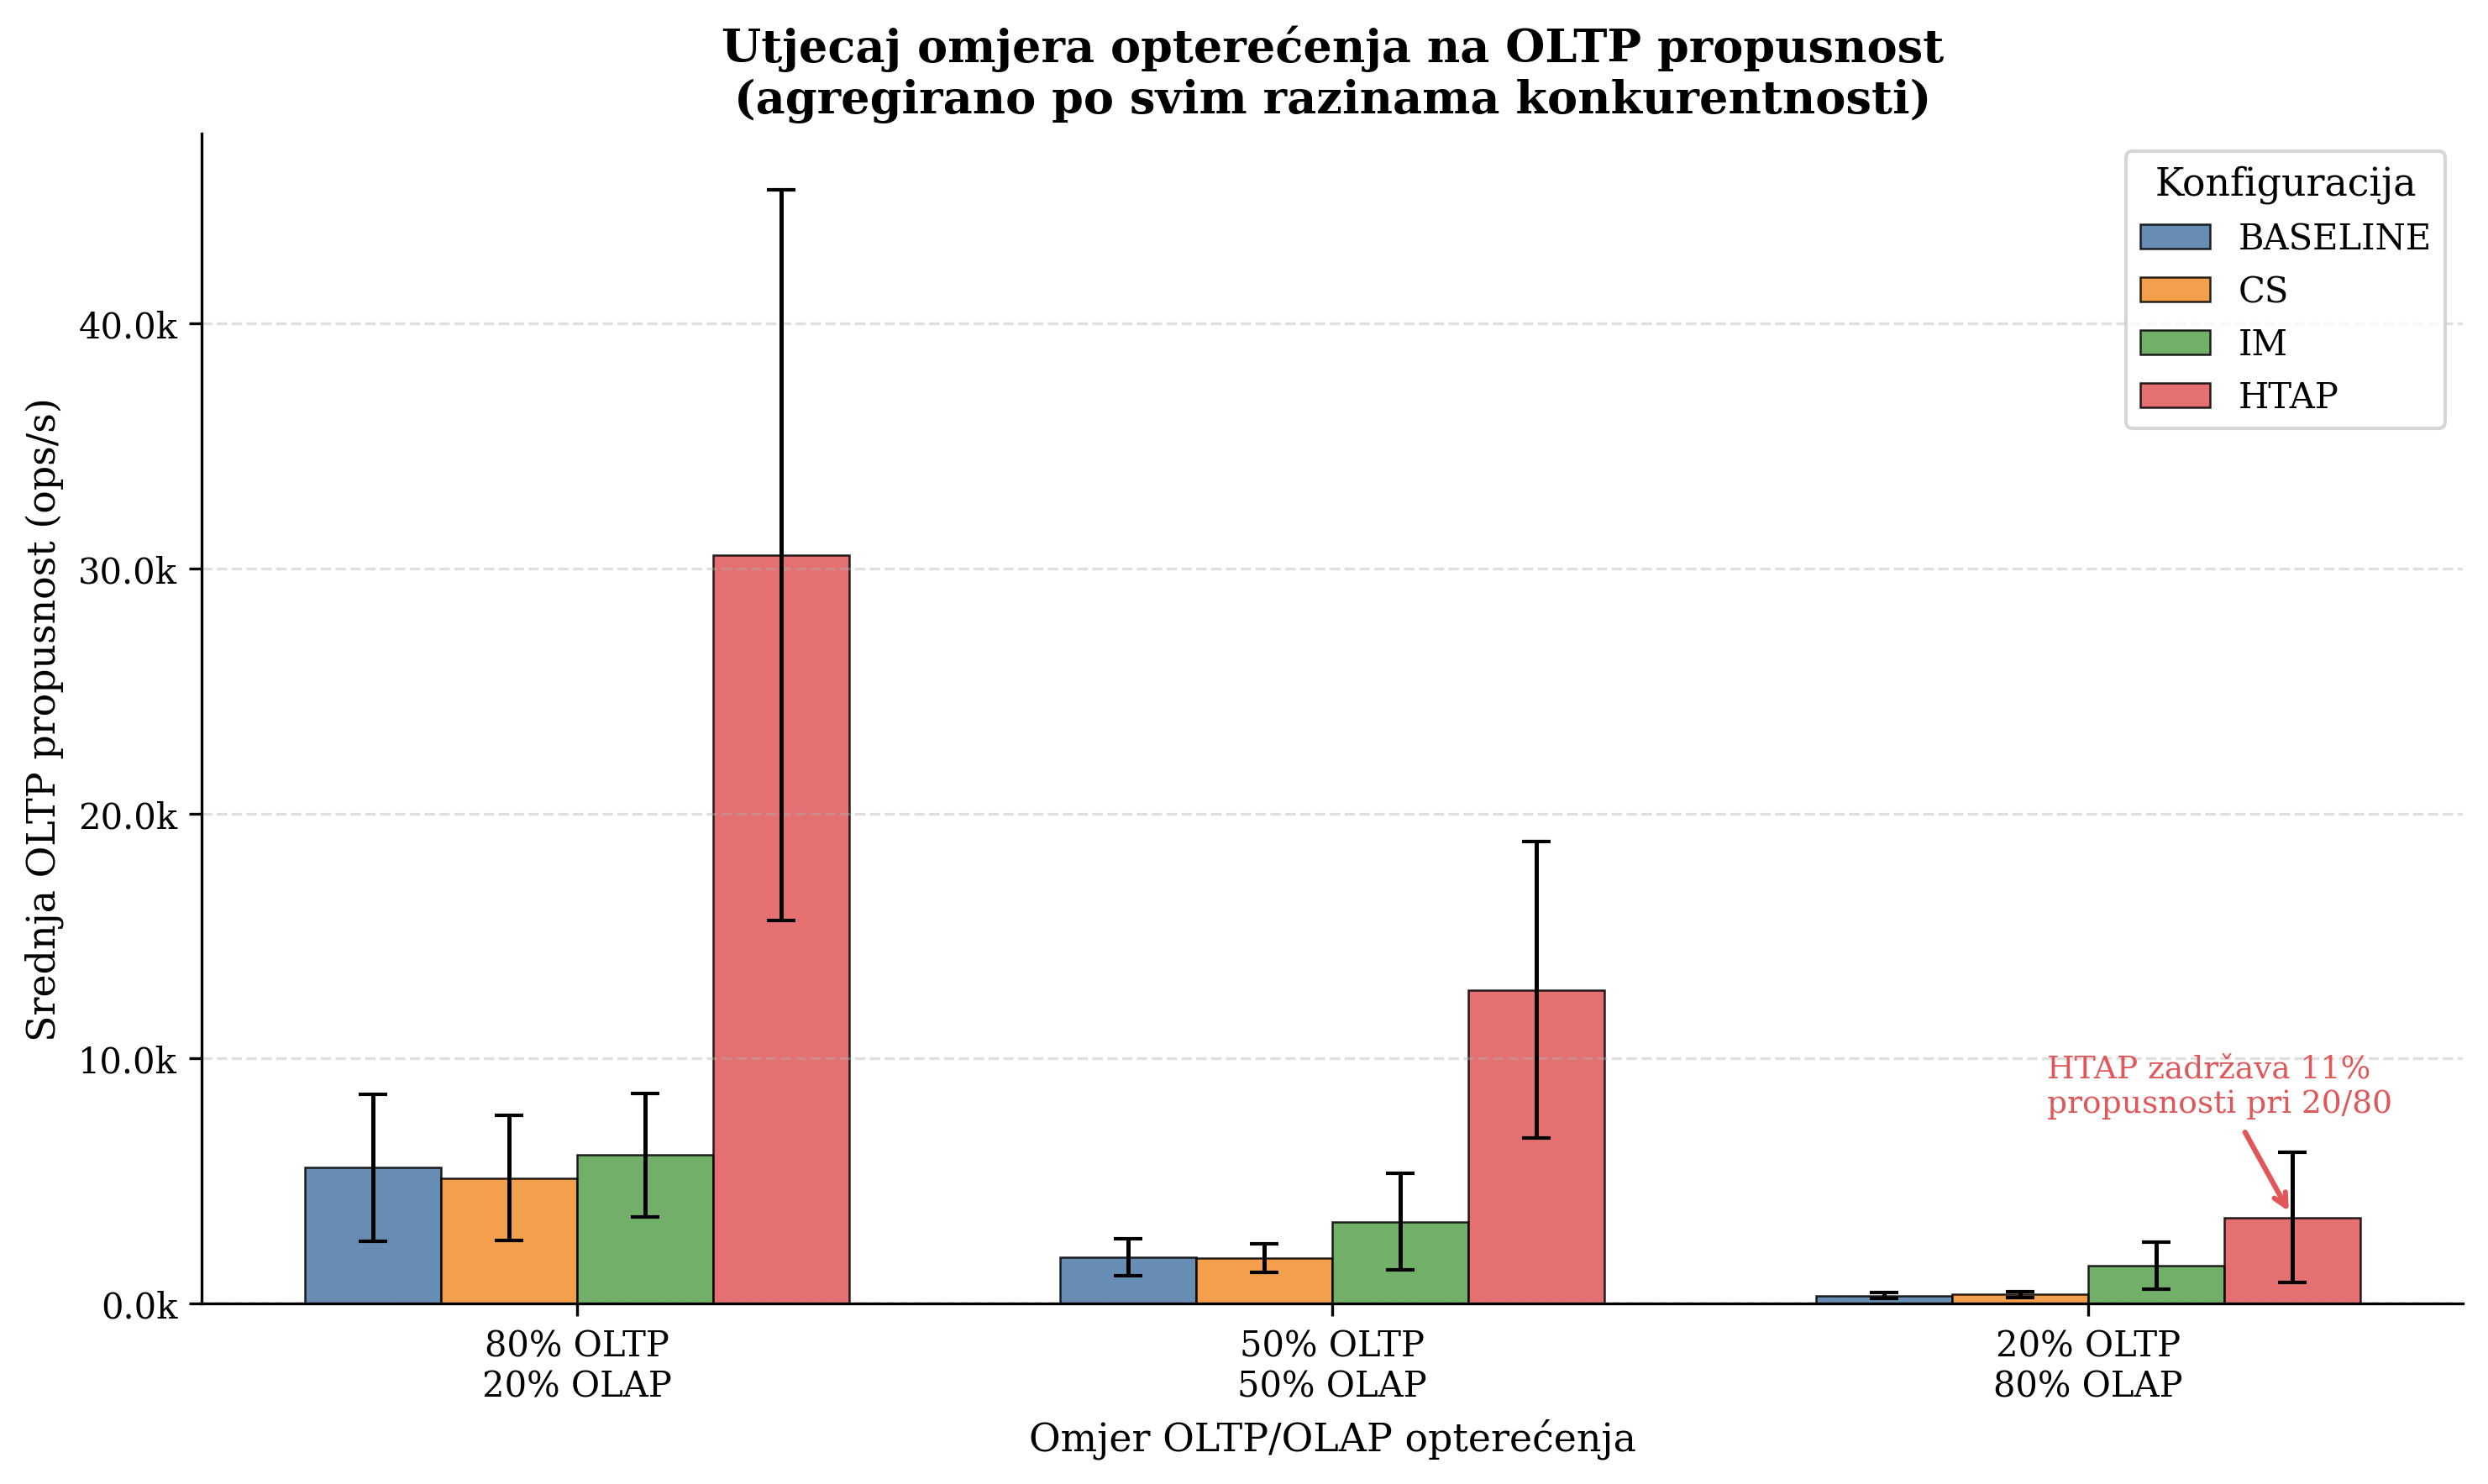 Utjecaj omjera opterećenja na OLTP propusnost
(agregirano po svim razinama konkurentnosti)
Konfiguracija
BASELINE
CS
IM
HTAP
Srednja OLTP propusnost (ops/s)
40.0k
30.0k
20.0k
10.0k
0.0k
HTAP zadržava 11%
propusnosti pri 20/80
80% OLTP
20% OLAP
50% OLTP
50% OLAP
20% OLTP
80% OLAP
Omjer OLTP/OLAP opterećenja